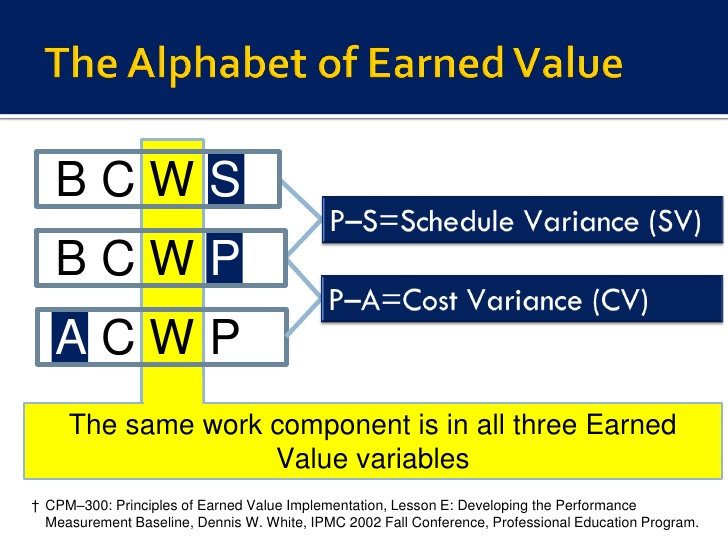 The Alphabet of Earned Value
B C W S
P–S=Schedule Variance (SV)
B C W P
P–A=Cost Variance (CV)
A C W P
The same work component is in all three Earned
Value variables
† CPM–300: Principles of Earned Value Implementation, Lesson E: Developing the Performance
Measurement Baseline, Dennis W. White, IPMC 2002 Fall Conference, Professional Education Program.